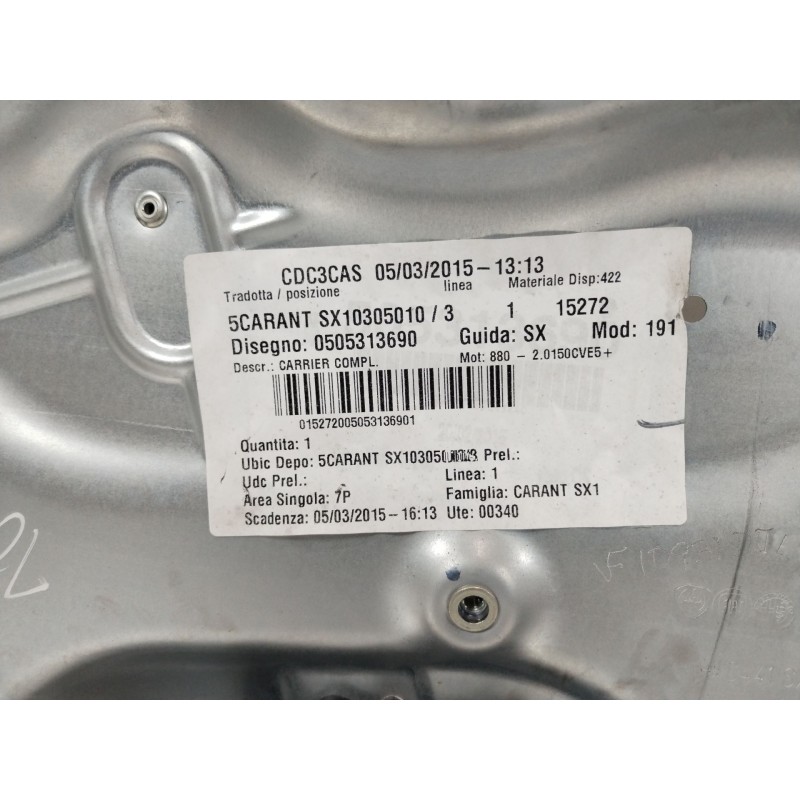 CDC3CAS 05/03/2015-13:13
Tradotta / posizione linea Materiale Disp:422
5CARANT SX10305010 / 3 1 15272
Disegno: 0505313690 Guida: SX Mod: 191
Descr.: CARRIER COMPL. Mot: 880 - 2.0150CVE5+
015272005053136901
Quantita: 1
Ubic Depo: 5CARANT Prel.:
Udc Prel.: Linea: 1
Area Singola: 7P Famiglia: CARANT SX1
Scadenza: 05/03/2015-16:13 Ute: 00340